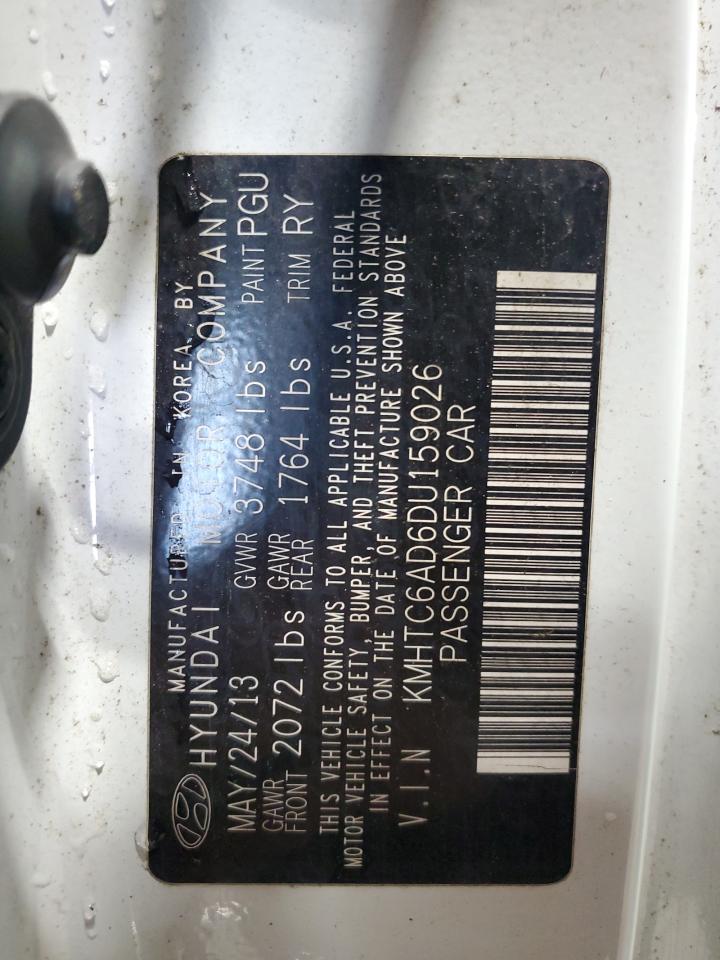 MANUFACTURED IN KOREA BY
HYUNDAI MOTOR COMPANY
MAY/24/13 GVWR 3748 lbs PAINT PGU
GAWR FRONT 2072 lbs GAWR REAR 1764 lbs TRIM RY
THIS VEHICLE CONFORMS TO ALL APPLICABLE U.S.A. FEDERAL
MOTOR VEHICLE SAFETY, BUMPER, AND THEFT PREVENTION STANDARDS
IN EFFECT ON THE DATE OF MANUFACTURE SHOWN ABOVE
V.I.N KMHTC6AD6DU159026
PASSENGER CAR